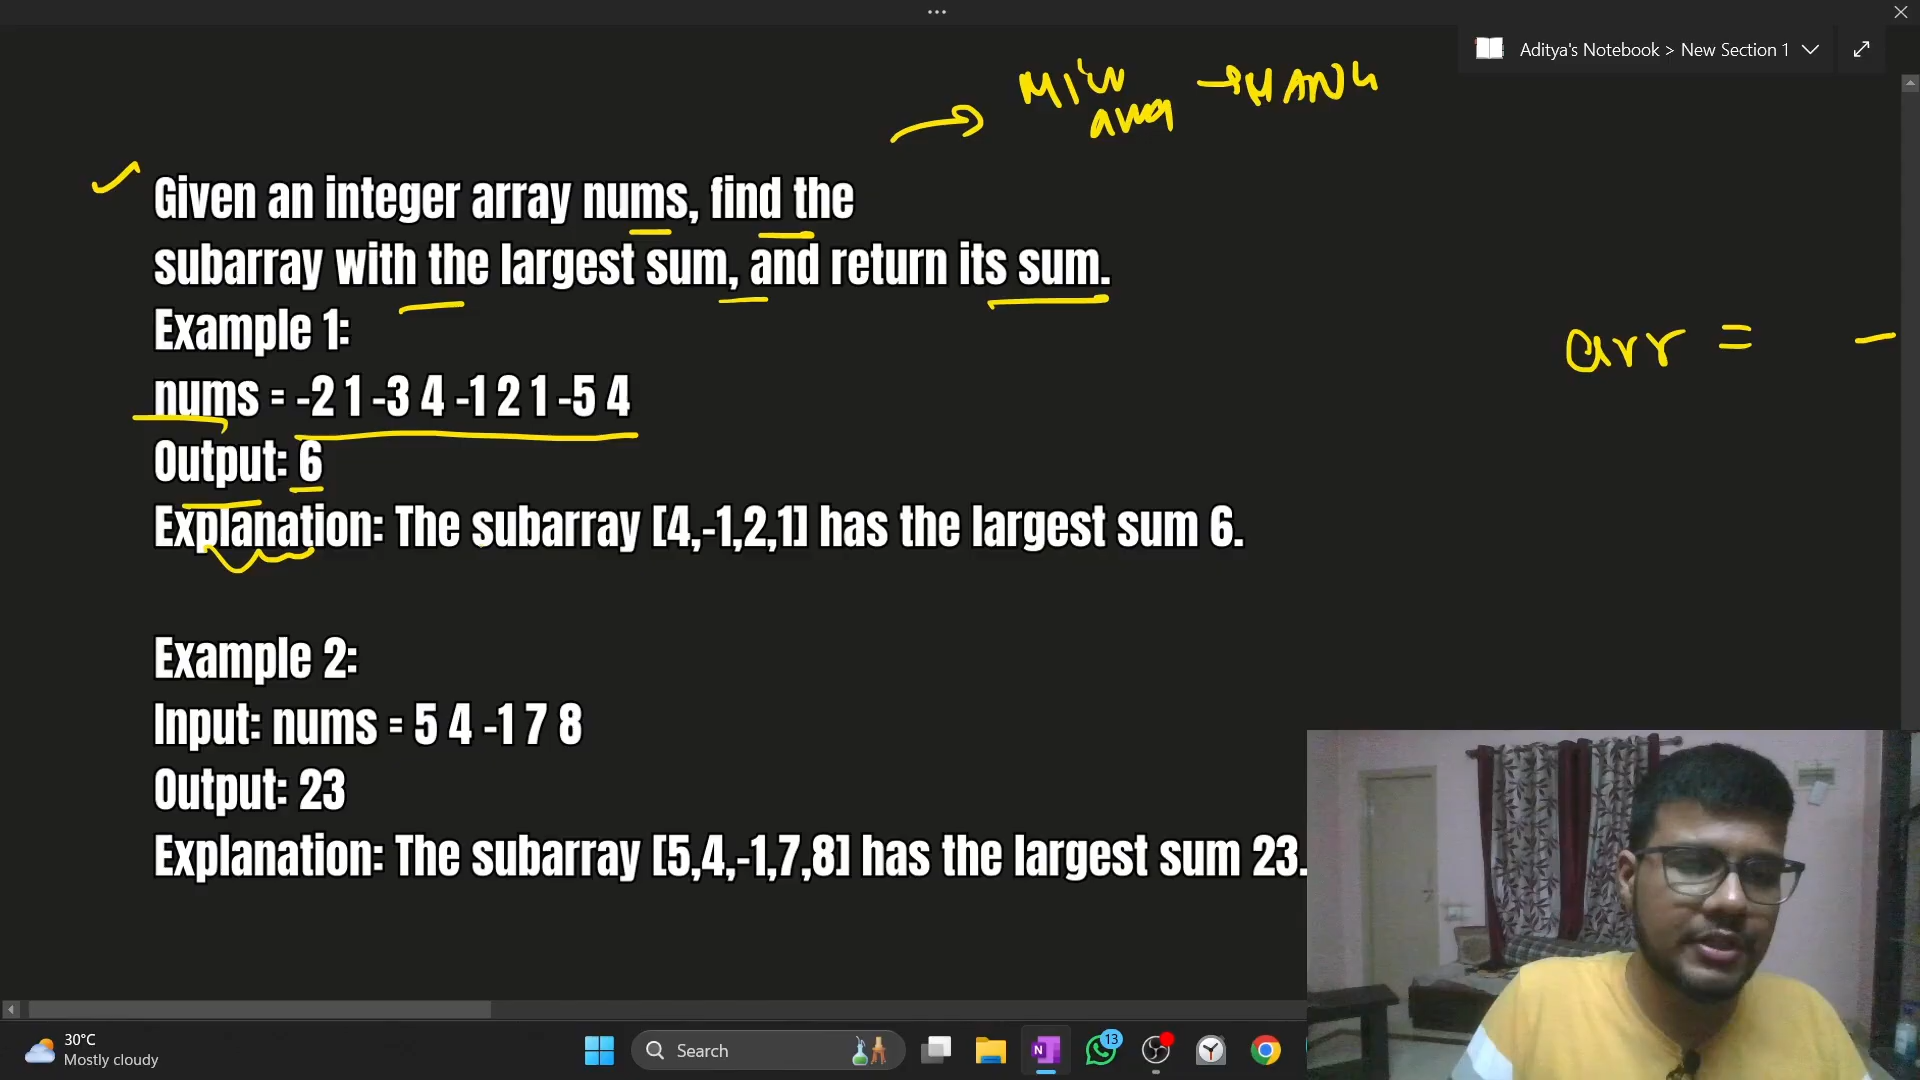 Aditya's Notebook > New Section 1
arr = -
Given an integer array nums, find the
subarray with the largest sum, and return its sum.
Example 1:
nums = -2 1 -3 4 -1 2 1 -5 4
Output: 6
Explanation: The subarray [4,-1,2,1] has the largest sum 6.
Example 2:
Input: nums = 5 4 -1 7 8
Output: 23
Explanation: The subarray [5,4,-1,7,8] has the largest sum 23.
30°C
Mostly cloudy
Search
N
13